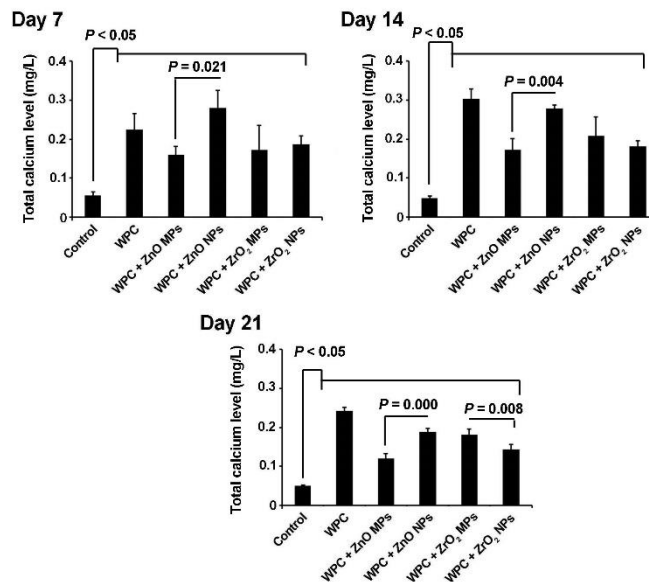 Day 7
P < 0.05
P = 0.021
0.4
0.3
0.2
0.1
0
Total calcium level (mg/L)
Control
WPC
WPC + ZnO MPs
WPC + ZnO NPs
WPC + ZrO₂ MPs
WPC + ZrO₂ NPs
Day 14
P < 0.05
P = 0.004
0.4
0.3
0.2
0.1
0
Total calcium level (mg/L)
Control
WPC
WPC + ZnO MPs
WPC + ZnO NPs
WPC + ZrO₂ MPs
WPC + ZrO₂ NPs
Day 21
P < 0.05
P = 0.000
P = 0.008
0.4
0.3
0.2
0.1
0
Total calcium level (mg/L)
Control
WPC
WPC + ZnO MPs
WPC + ZnO NPs
WPC + ZrO₂ MPs
WPC + ZrO₂ NPs